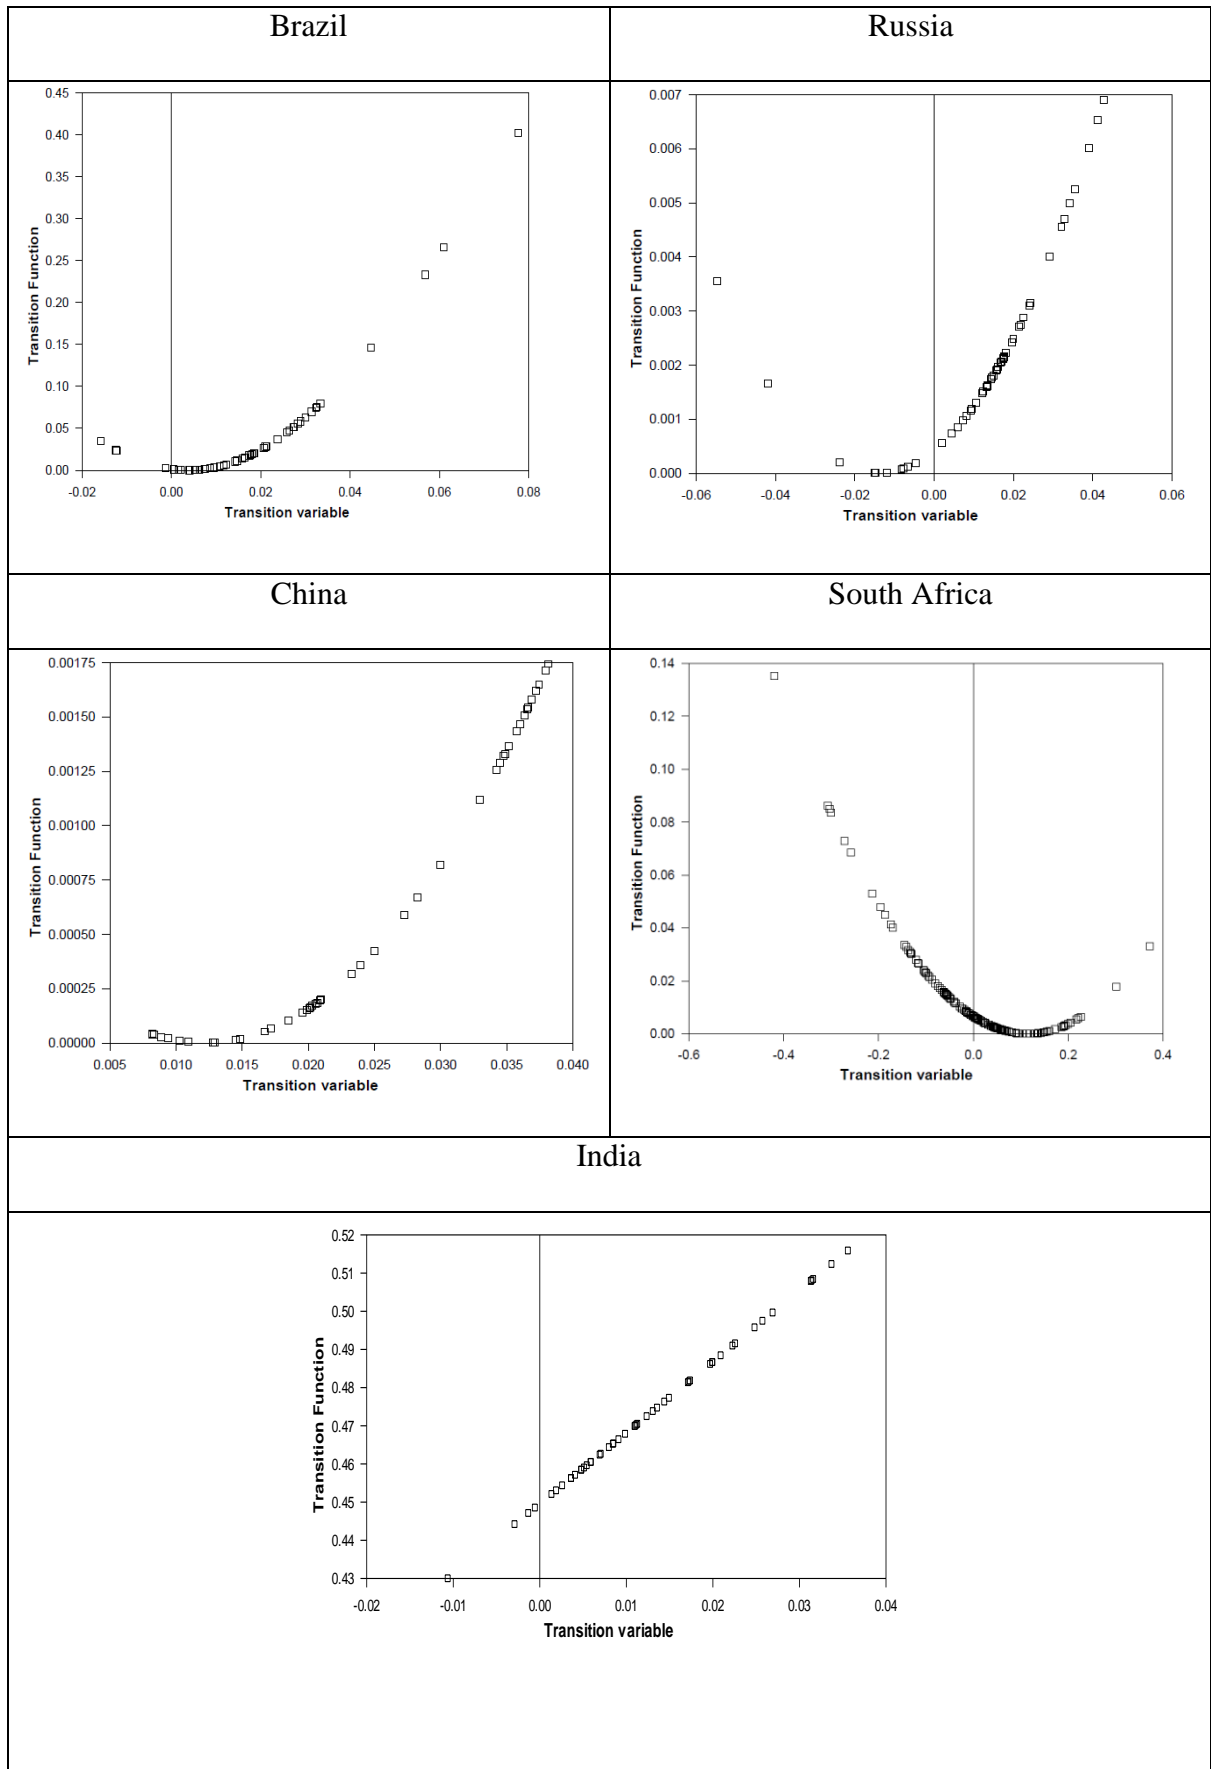 Brazil
Russia
0.45
0.40
0.35
0.30
0.25
0.20
0.15
0.10
0.05
0.00
Transition Function
-0.02 0.00 0.02 0.04 0.06 0.08
Transition variable
0.007
0.006
0.005
0.004
0.003
0.002
0.001
0.000
Transition Function
-0.06 -0.04 -0.02 0.00 0.02 0.04 0.06
Transition variable
China
South Africa
0.00175
0.00150
0.00125
0.00100
0.00075
0.00050
0.00025
0.00000
Transition Function
0.005 0.010 0.015 0.020 0.025 0.030 0.035 0.040
Transition variable
0.14
0.12
0.10
0.08
0.06
0.04
0.02
0.00
Transition Function
-0.6 -0.4 -0.2 0.0 0.2 0.4
Transition variable
India
0.52
0.51
0.50
0.49
0.48
0.47
0.46
0.45
0.44
0.43
Transition Function
-0.02 -0.01 0.00 0.01 0.02 0.03 0.04
Transition variable